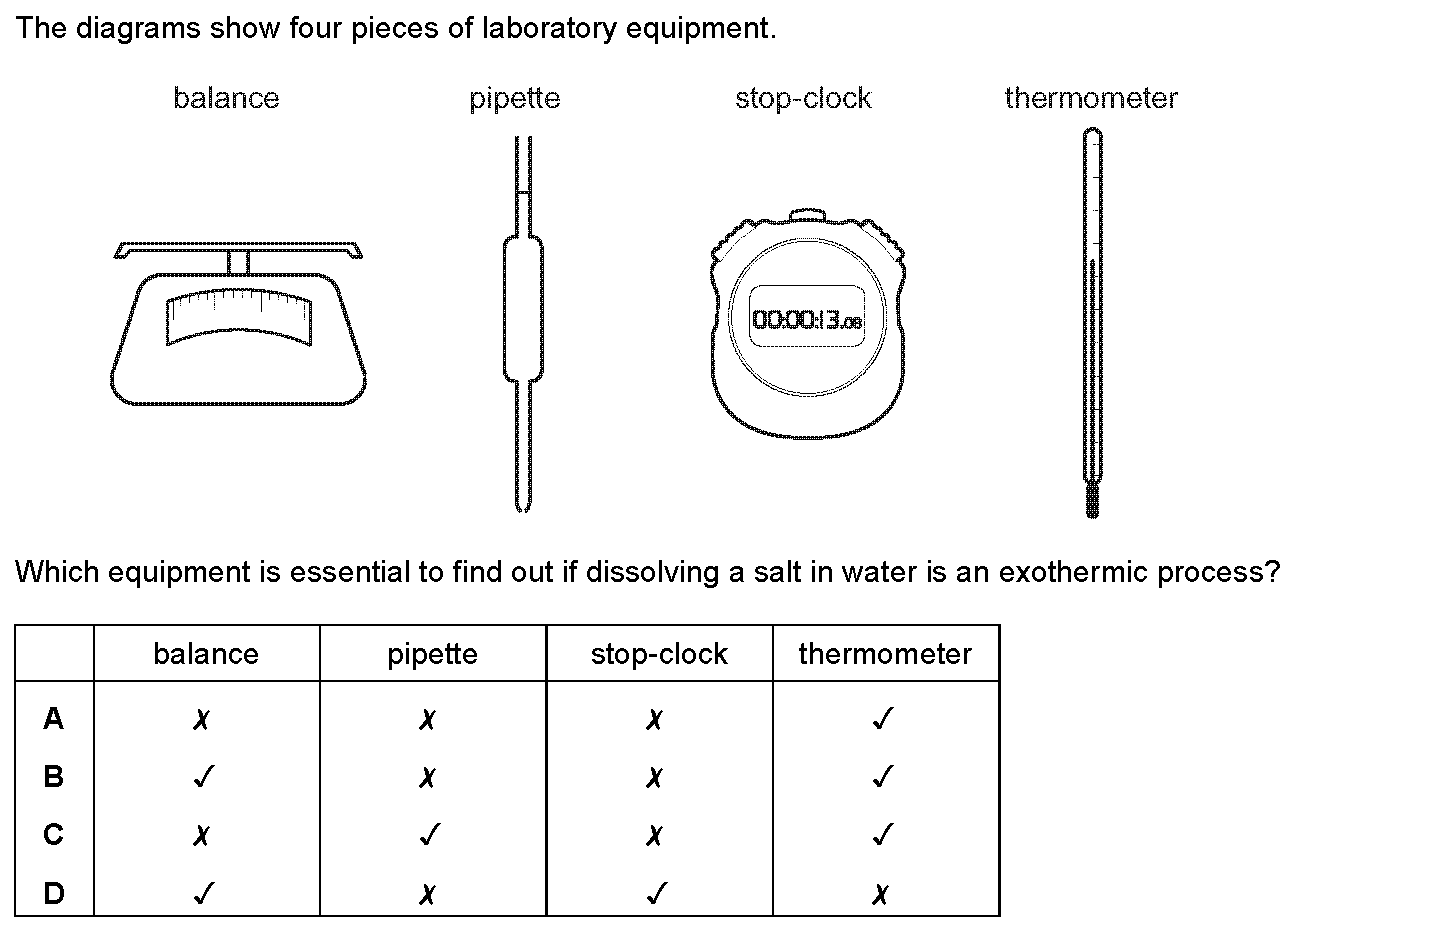 The diagrams show four pieces of laboratory equipment.
balance pipette stop-clock thermometer
00:00:13.08
Which equipment is essential to find out if dissolving a salt in water is an exothermic process?
balance pipette stop-clock thermometer
A ✗ ✗ ✗ ✓
B ✓ ✗ ✗ ✓
C ✗ ✓ ✗ ✓
D ✓ ✗ ✓ ✗